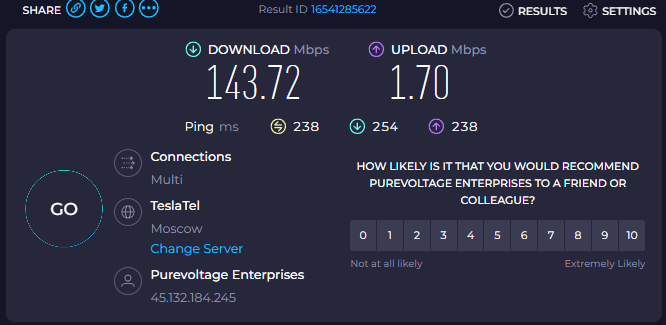 SHARE
Result ID 16541285622
RESULTS SETTINGS
DOWNLOAD Mbps UPLOAD Mbps
143.72 1.70
Ping ms 238 254 238
GO
Connections
Multi
TeslaTel
Moscow
Change Server
Purevoltage Enterprises
45.132.184.245
HOW LIKELY IS IT THAT YOU WOULD RECOMMEND
PUREVOLTAGE ENTERPRISES TO A FRIEND OR
COLLEAGUE?
0 1 2 3 4 5 6 7 8 9 10
Not at all likely Extremely Likely